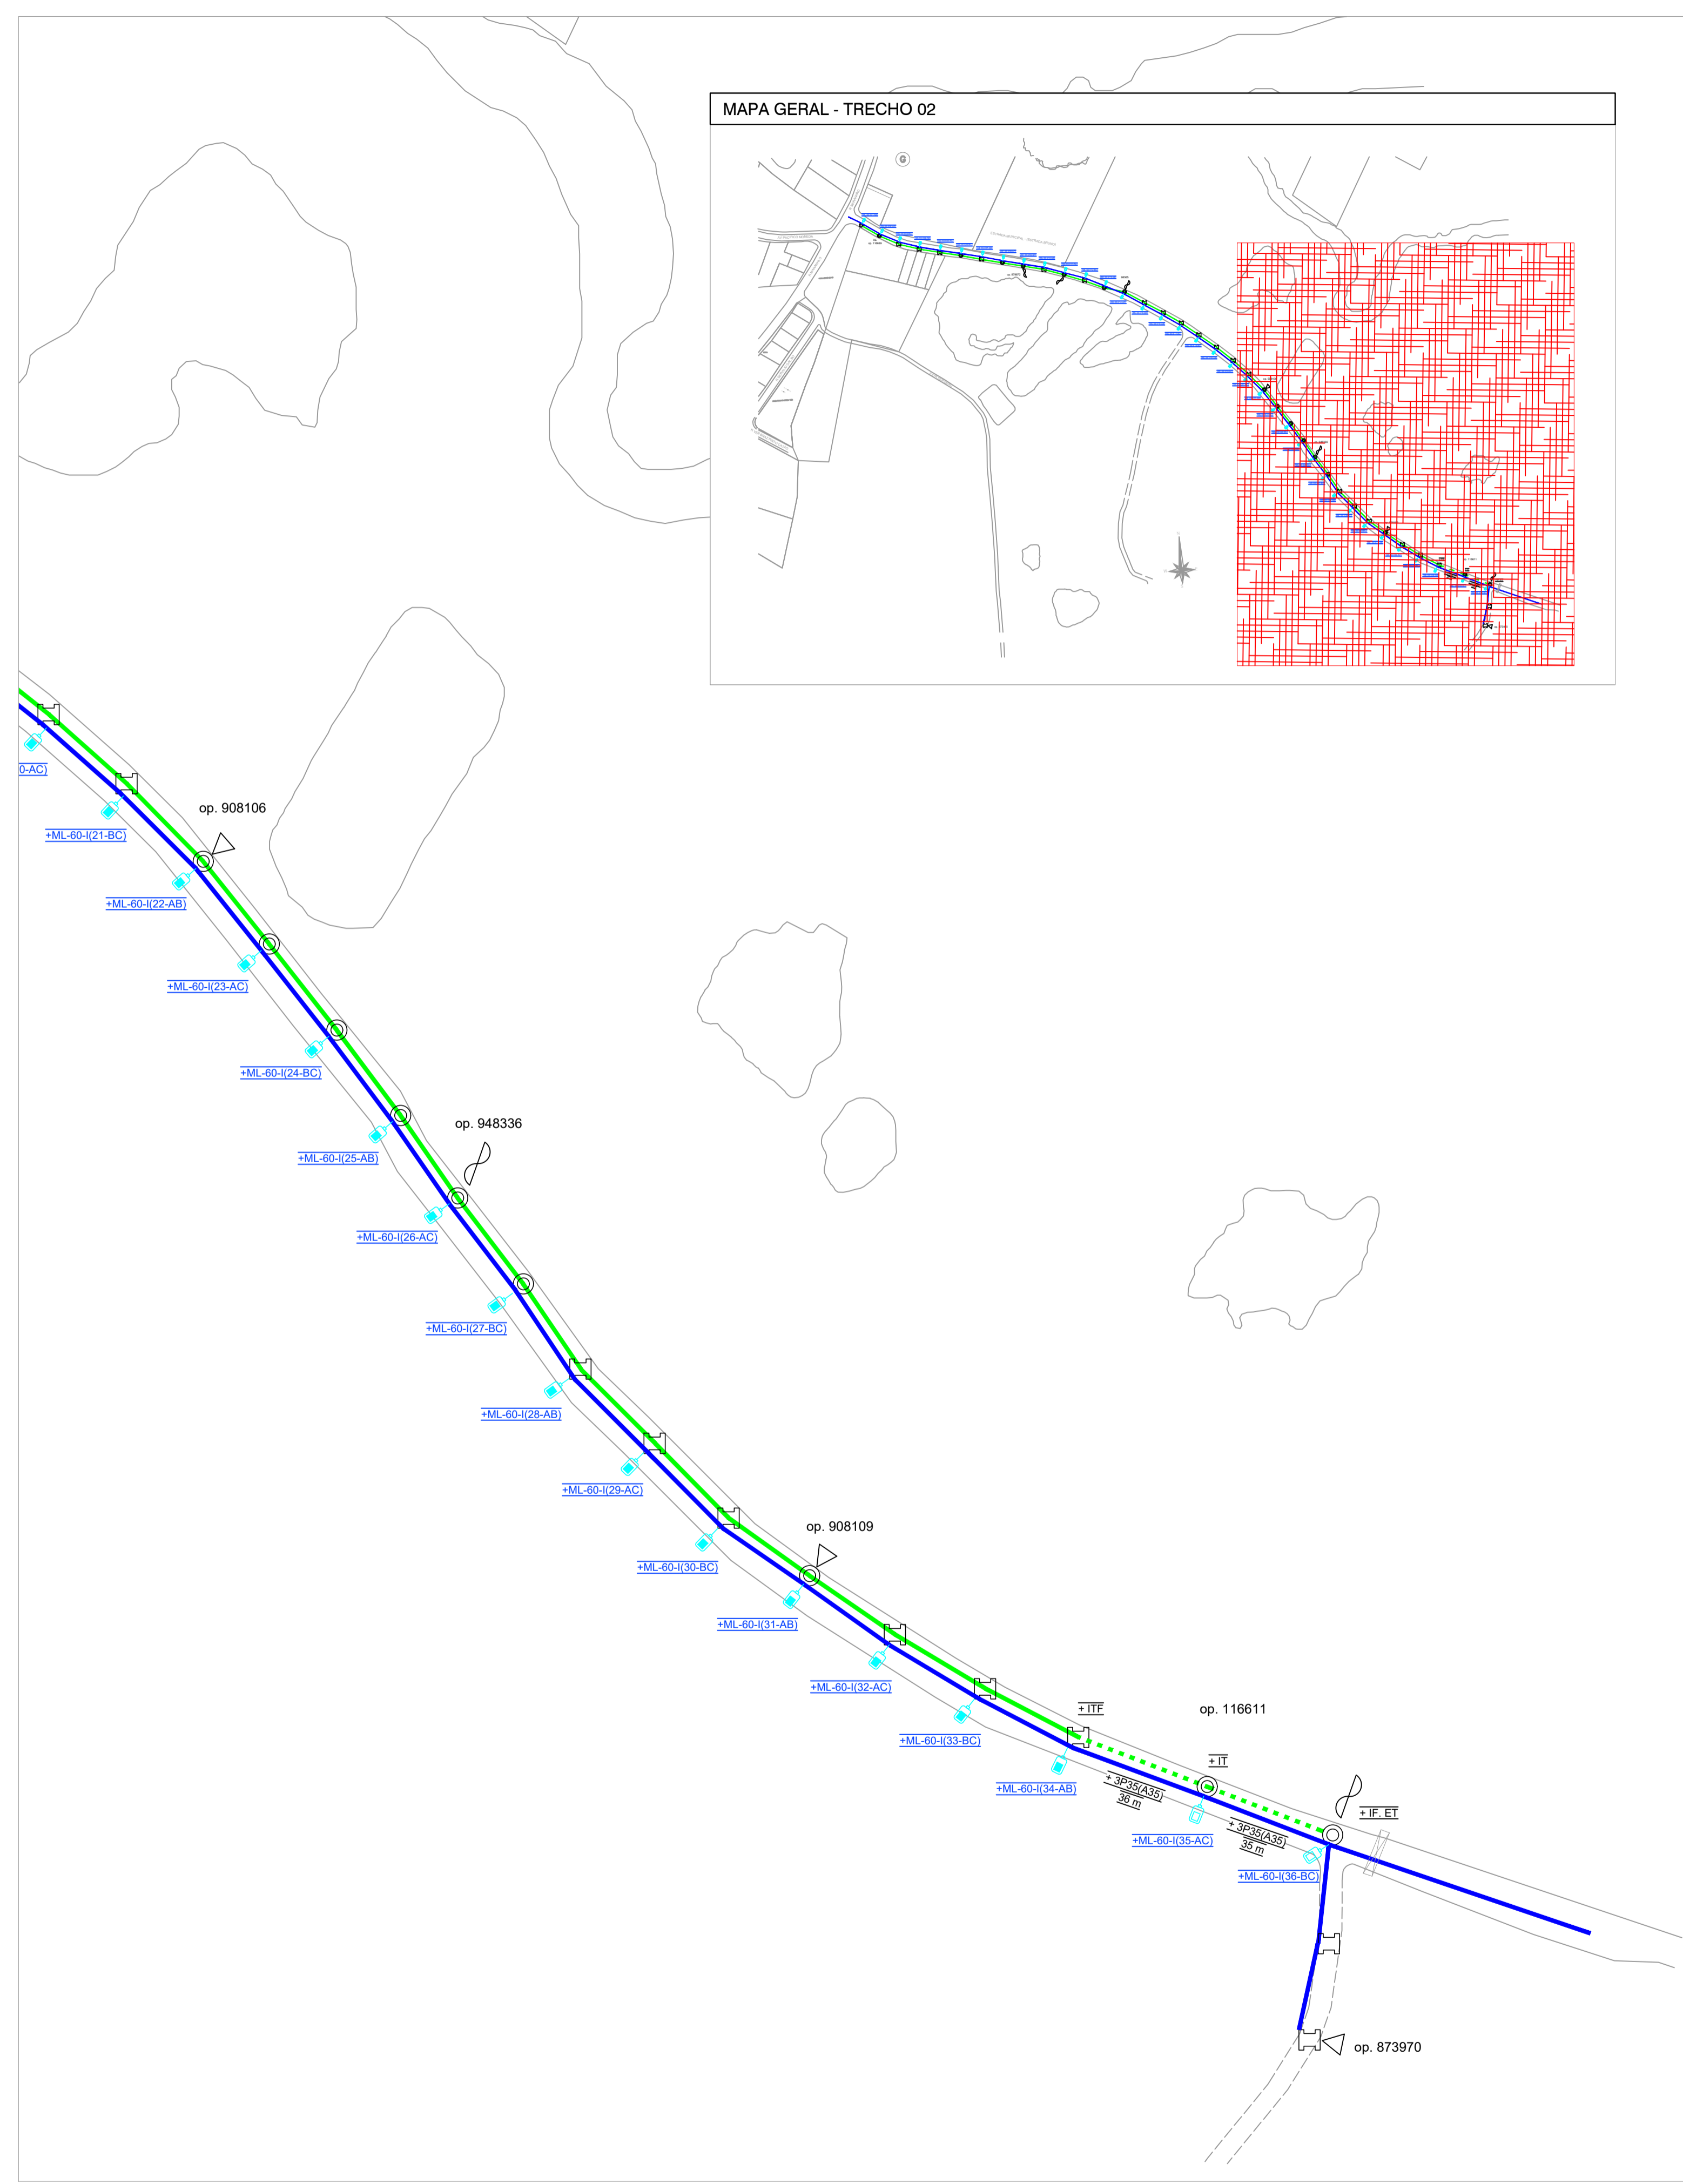 MAPA GERAL - TRECHO 02
G
0-AC)
+ML-60-I(21-BC)
op. 908106
+ML-60-I(22-AB)
+ML-60-I(23-AC)
+ML-60-I(24-BC)
op. 948336
+ML-60-I(25-AB)
+ML-60-I(26-AC)
+ML-60-I(27-BC)
+ML-60-I(28-AB)
+ML-60-I(29-AC)
op. 908109
+ML-60-I(30-BC)
+ML-60-I(31-AB)
+ML-60-I(32-AC)
+ ITF
op. 116611
+ML-60-I(33-BC)
+ IT
+ML-60-I(34-AB)
+ 3P35(A35)
36 m
+ IF. ET
+ML-60-I(35-AC)
+ 3P35(A35)
35 m
+ML-60-I(36-BC)
op. 873970